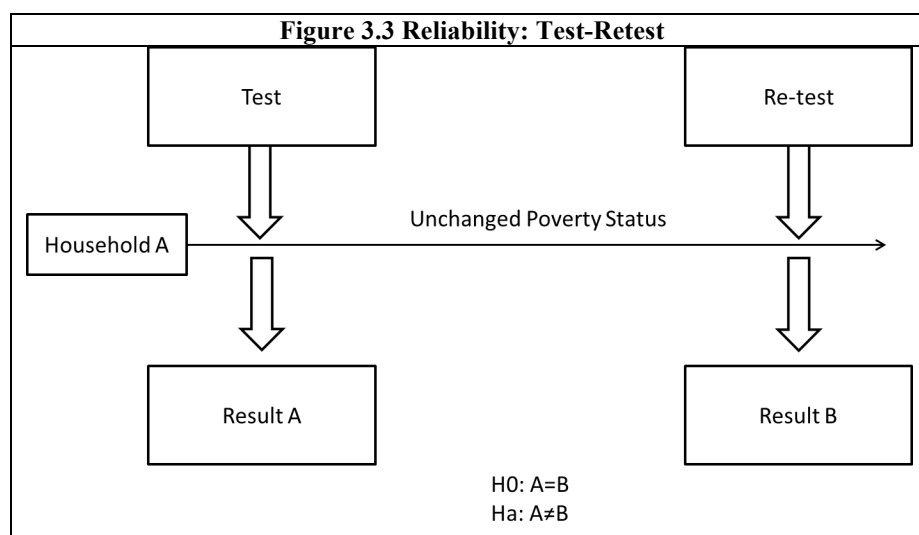 Figure 3.3 Reliability: Test-Retest
Test
Re-test
Unchanged Poverty Status
Household A
Result A
Result B
H0: A=B
Ha: A≠B